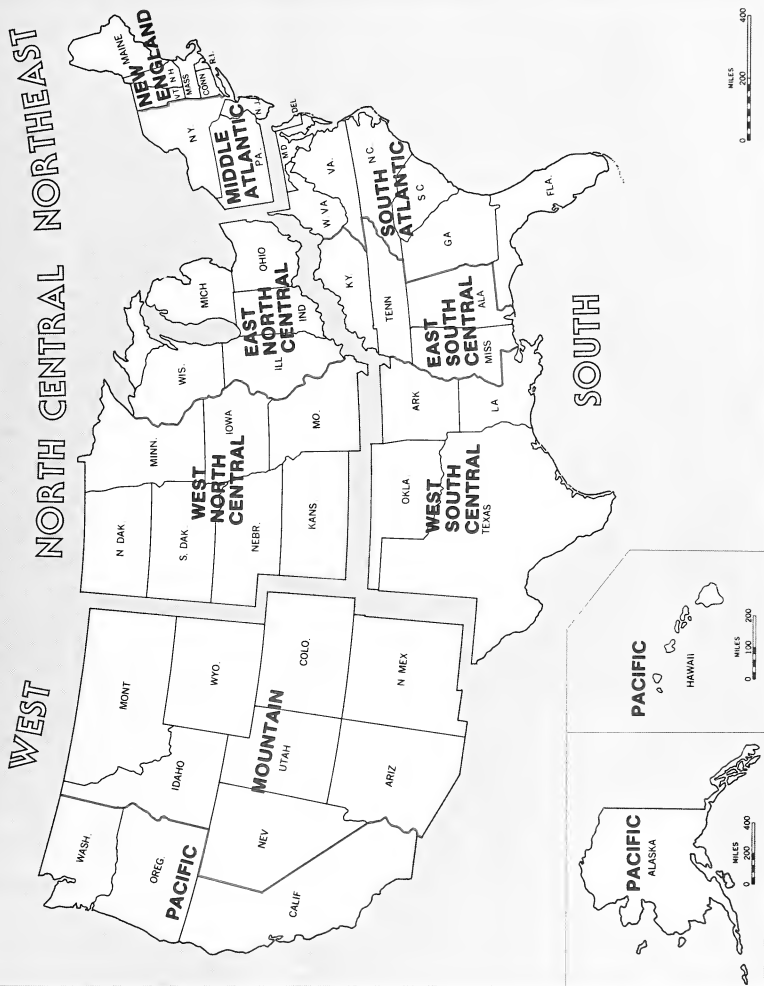 WEST
NORTH CENTRAL
NORTHEAST
SOUTH
PACIFIC
WASH.
OREG.
CALIF
MOUNTAIN
MONT
IDAHO
WYO.
NEV
UTAH
COLO.
ARIZ
N MEX
WEST
NORTH
CENTRAL
N DAK
S. DAK
NEBR.
KANS
MINN.
IOWA
MO.
EAST
NORTH
CENTRAL
WIS.
MICH
ILL
IND
OHIO
WEST
SOUTH
CENTRAL
OKLA.
TEXAS
ARK
LA
EAST
SOUTH
CENTRAL
KY.
TENN
MISS
ALA
SOUTH
ATLANTIC
W VA
VA.
MD
DEL
N C.
S C
GA
FLA.
MIDDLE
ATLANTIC
N Y.
PA.
N J
NEW
ENGLAND
MAINE
VT
N H
MASS
CONN
R.I.
PACIFIC
ALASKA
MILES
0 200 400
PACIFIC
HAWAII
MILES
0 100 200
MILES
0 200 400